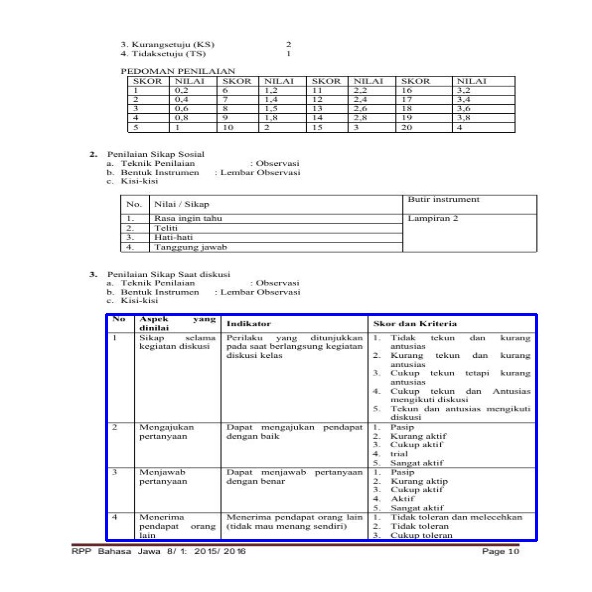 3. Kurangsetuju (KS) 2
4. Tidaksetuju (TS) 1
PEDOMAN PENILAIAN
SKOR NILAI SKOR NILAI SKOR NILAI SKOR NILAI
1 0,2 6 1,2 11 2,2 16 3,2
2 0,4 7 1,4 12 2,4 17 3,4
3 0,6 8 1,5 13 2,6 18 3,6
4 0,8 9 1,8 14 2,8 19 3,8
5 1 10 2 15 3 20 4
2. Penilaian Sikap Sosial
a. Teknik Penilaian : Observasi
b. Bentuk Instrumen : Lembar Observasi
c. Kisi-kisi
No. Nilai / Sikap Butir instrument
1. Rasa ingin tahu Lampiran 2
2. Teliti
3. Hati-hati
4. Tanggung jawab
3. Penilaian Sikap Saat diskusi
a. Teknik Penilaian : Observasi
b. Bentuk Instrumen : Lembar Observasi
c. Kisi-kisi
No Aspek yang dinilai Indikator Skor dan Kriteria
1 Sikap selama kegiatan diskusi
Perilaku yang ditunjukkan
pada saat berlangsung kegiatan
diskusi kelas
1. Tidak tekun dan kurang
antusias
2. Kurang tekun dan kurang
antusias
3. Cukup tekun tetapi kurang
antusias
4. Cukup tekun dan Antusias
mengikuti diskusi
5. Tekun dan antusias mengikuti
diskusi
2 Mengajukan pertanyaan
Dapat mengajukan pendapat
dengan baik
1. Pasip
2. Kurang aktif
3. Cukup aktif
4. trial
5. Sangat aktif
3 Menjawab pertanyaan
Dapat menjawab pertanyaan
dengan benar
1. Pasip
2. Kurang aktip
3. Cukup aktif
4. Aktif
5. Sangat aktif
4 Menerima pendapat orang lain
Menerima pendapat orang lain
(tidak mau menang sendiri)
1. Tidak toleran dan melecehkan
2. Tidak toleran
3. Cukup toleran
RPP Bahasa Jawa 8/ 1: 2015/ 2016 Page 10